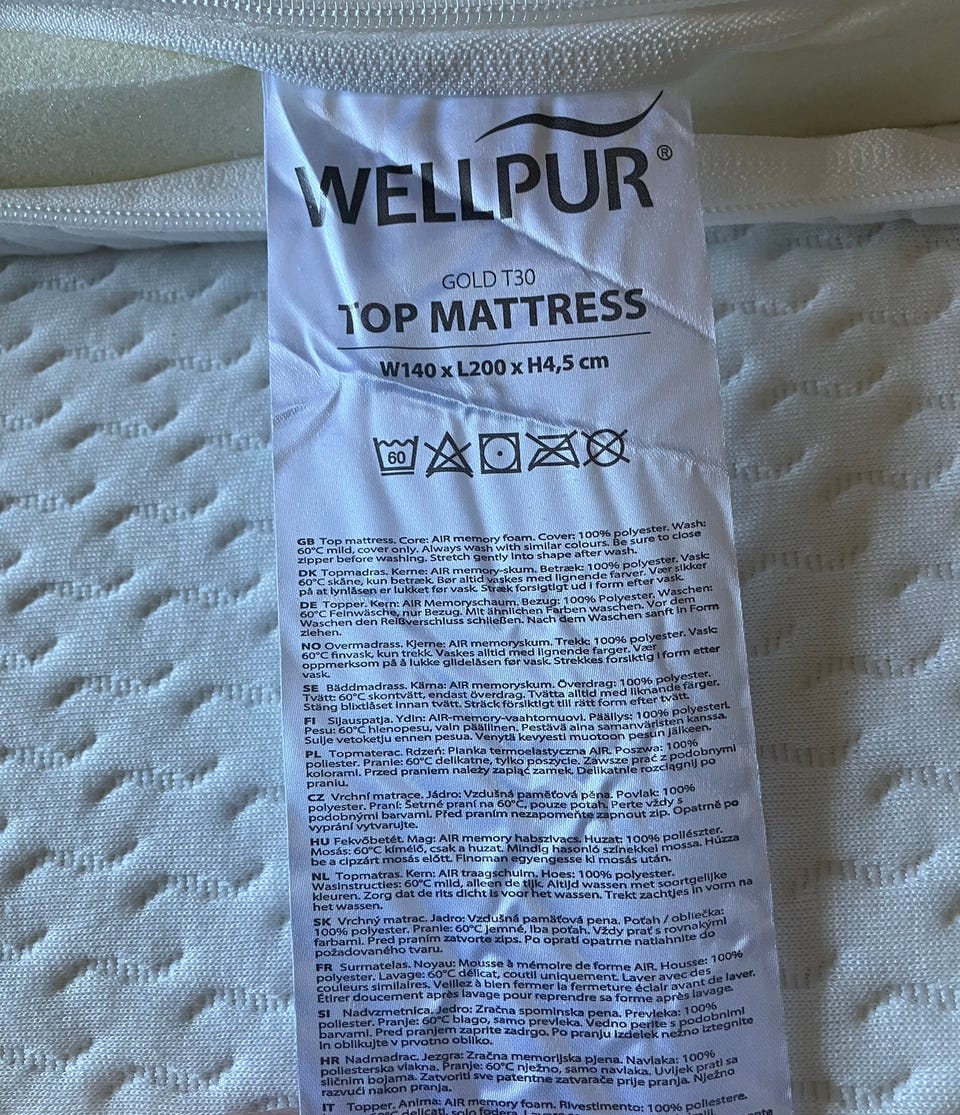 WELLPUR®
GOLD T30
TOP MATTRESS
W140 x L200 x H4,5 cm
60
GB Top mattress. Core: AIR memory foam. Cover: 100% polyester. Wash:
60°C mild, cover only. Always wash with similar colours. Be sure to close
zipper before washing. Stretch gently into shape after wash.
DK Topmadras. Kerne: AIR memory-skum. Betræk: 100% polyester. Vask:
60°C skåne, kun betræk. Bør altid vaskes med lignende farver. Vær sikker
på at lynlåsen er lukket før vask. Stræk forsigtigt ud i form efter vask.
DE Topper. Kern: AIR Memoryschaum. Bezug: 100% Polyester. Waschen:
60°C Feinwäsche, nur Bezug. Mit ähnlichen Farben waschen. Vor dem
Waschen den Reißverschluss schließen. Nach dem Waschen sanft in Form
ziehen.
NO Overmadrass. Kjerne: AIR memoryskum. Trekk: 100% polyester. Vask:
60°C finvask, kun trekk. Vaskes alltid med lignende farger. Vær
oppmerksom på å lukke glidelåsen før vask. Strekkes forsiktig i form etter
vask.
SE Bäddmadrass. Kärna: AIR memoryskum. Överdrag: 100% polyester.
Tvätt: 60°C skontvätt, endast överdrag. Tvätta alltid med liknande färger.
Stäng blixtlåset innan tvätt. Sträck försiktigt till rätt form efter tvätt.
FI Sijauspatja. Ydin: AIR-memory-vaahtomuovi. Päällys: 100% polyesteri.
Pesu: 60°C hienopesu, vain päällinen. Pestävä aina samanväristen kanssa.
Sulje vetoketju ennen pesua. Venytä kevyesti muotoon pesun jälkeen.
PL Topmaterac. Rdzeń: Pianka termoelastyczna AIR. Poszwa: 100%
poliester. Pranie: 60°C delikatne, tylko poszycie. Zawsze prać z podobnymi
kolorami. Przed praniem należy zapiąć zamek. Delikatnie rozciągnij po
praniu.
CZ Vrchní matrace. Jádro: Vzdušná paměťová pěna. Povlak: 100%
polyester. Praní: Šetrné praní na 60°C, pouze potah. Perte vždy s
podobnými barvami. Před praním nezapomeňte zapnout zip. Opatrně po
vyprání vytvarujte.
HU Fekvőbetét. Mag: AIR memory habszivacs. Huzat: 100% poliészter.
Mosás: 60°C kímélő, csak a huzat. Mindig hasonló színekkel mossa. Húzza
be a cipzárt mosás előtt. Finoman egyengesse ki mosás után.
NL Topmatras. Kern: AIR traagschuim. Hoes: 100% polyester.
Wasinstructies: 60°C mild, alleen de tijk. Altijd wassen met soortgelijke
kleuren. Zorg dat de rits dicht is voor het wassen. Trekt zachtjes in vorm na
het wassen.
SK Vrchný matrac. Jadro: Vzdušná pamäťová pena. Poťah / obliečka:
100% polyester. Pranie: 60°C jemné, iba poťah. Vždy prať s rovnakými
farbami. Pred praním zatvorte zips. Po opratí opatrne natiahnite do
požadovaného tvaru.
FR Surmatelas. Noyau: Mousse à mémoire de forme AIR. Housse: 100%
polyester. Lavage: 60°C délicat, coutil uniquement. Laver avec des
couleurs similaires. Veillez à bien fermer la fermeture éclair avant de laver.
Étirer doucement après lavage pour reprendre sa forme après lavage.
SI Nadvzmetnica. Jedro: Zračna spominska pena. Prevleka: 100%
poliester. Pranje: 60°C blago, samo prevleka. Vedno perite s podobnimi
barvami. Pred pranjem zaprite zadrgo. Po pranju izdelek nežno iztegnite
in oblikujte v prvotno obliko.
HR Nadmadrac. Jezgra: Zračna memorijska pjena. Navlaka: 100%
poliesterska vlakna. Pranje: 60°C nježno, samo navlaka. Uvijek prati sa
sličnim bojama. Zatvoriti sve patentne zatvarače prije pranja. Nježno
razvući nakon pranja.
IT Topper. Anima: AIR memory foam. Rivestimento: 100% poliestere.
60°C delicati, solo fodera.